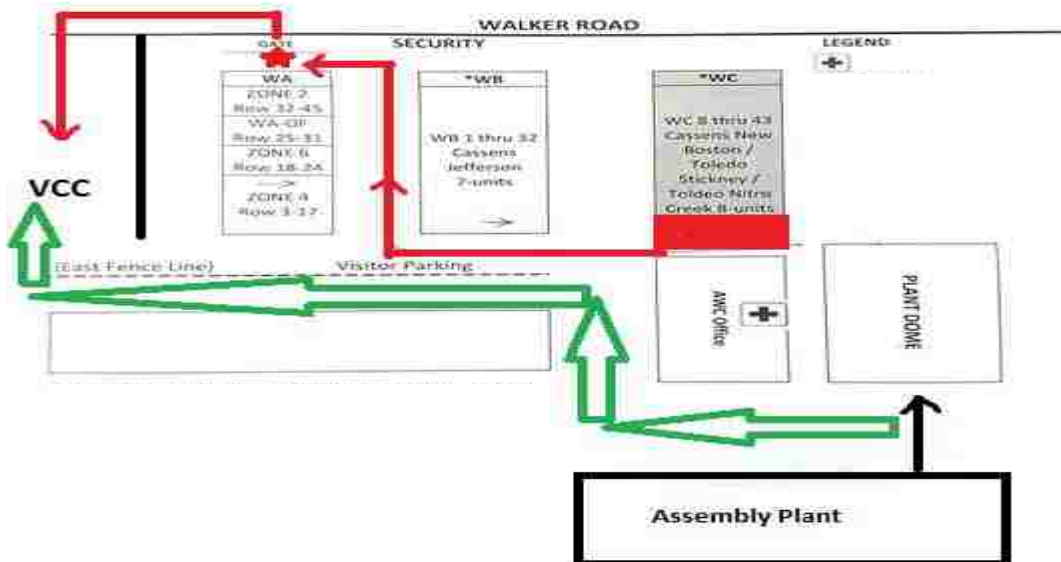 WALKER ROAD
GATE
SECURITY
LEGEND
WA
ZONE 7
Row 32-45
WA-OF
Row 25-31
ZONE 6
Row 18-24
ZONE 4
Row 3-17
*WB
WB 1 thru 32
Cassens
Jefferson
7-units
*WC
WC 8 thru 43
Cassens New
Boston /
Toledo
Stickney /
Toldeo Nitro
Creek 8-units
VCC
(East Fence Line)
Visitor Parking
AWC Office
PLANT DOME
Assembly Plant